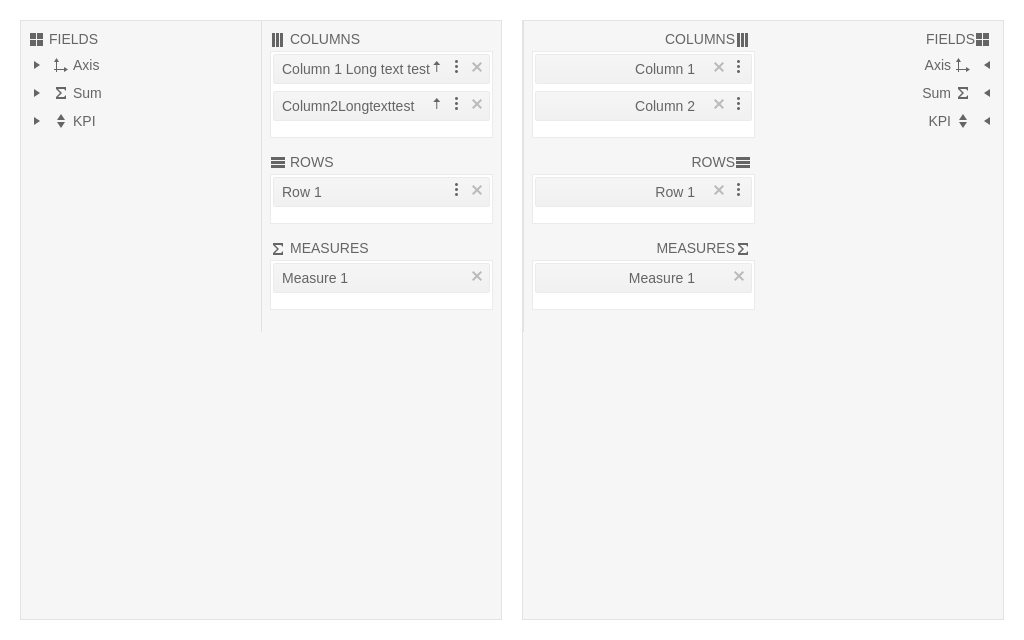 FIELDS
Axis
Sum
KPI
COLUMNS
Column 1 Long text test
Column2Longtexttest
ROWS
Row 1
MEASURES
Measure 1
COLUMNS
Column 1
Column 2
ROWS
Row 1
MEASURES
Measure 1
FIELDS
Axis
Sum
KPI